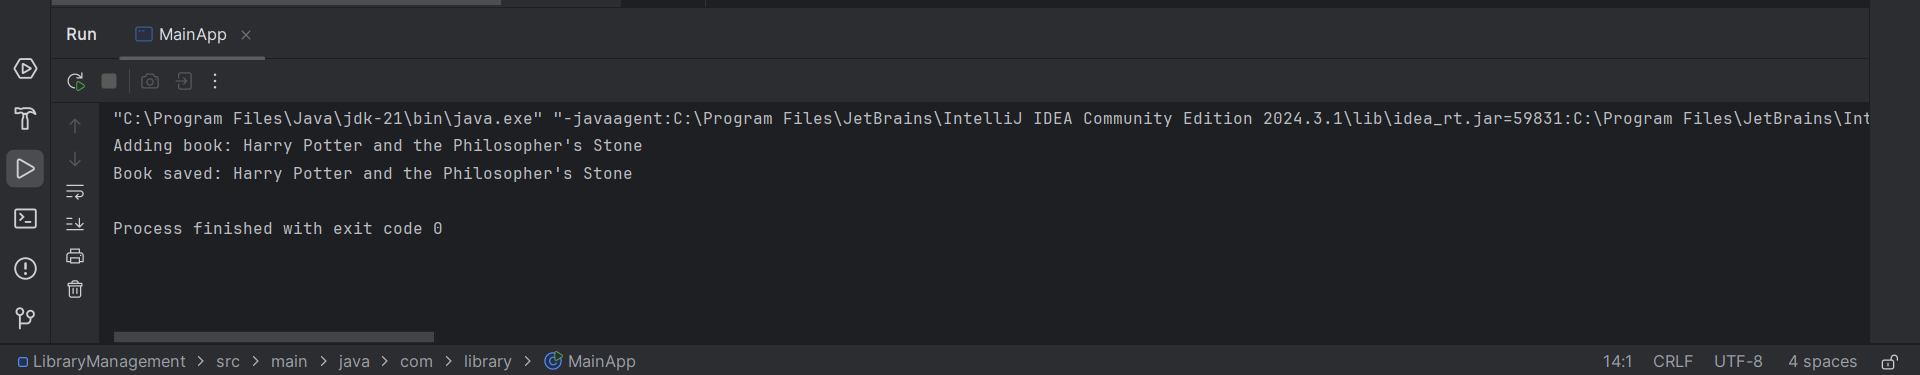 Run MainApp
"C:\Program Files\Java\jdk-21\bin\java.exe" "-javaagent:C:\Program Files\JetBrains\IntelliJ IDEA Community Edition 2024.3.1\lib\idea_rt.jar=59831:C:\Program Files\JetBrains\Int
Adding book: Harry Potter and the Philosopher's Stone
Book saved: Harry Potter and the Philosopher's Stone
Process finished with exit code 0
LibraryManagement > src > main > java > com > library > MainApp 14:1 CRLF UTF-8 4 spaces